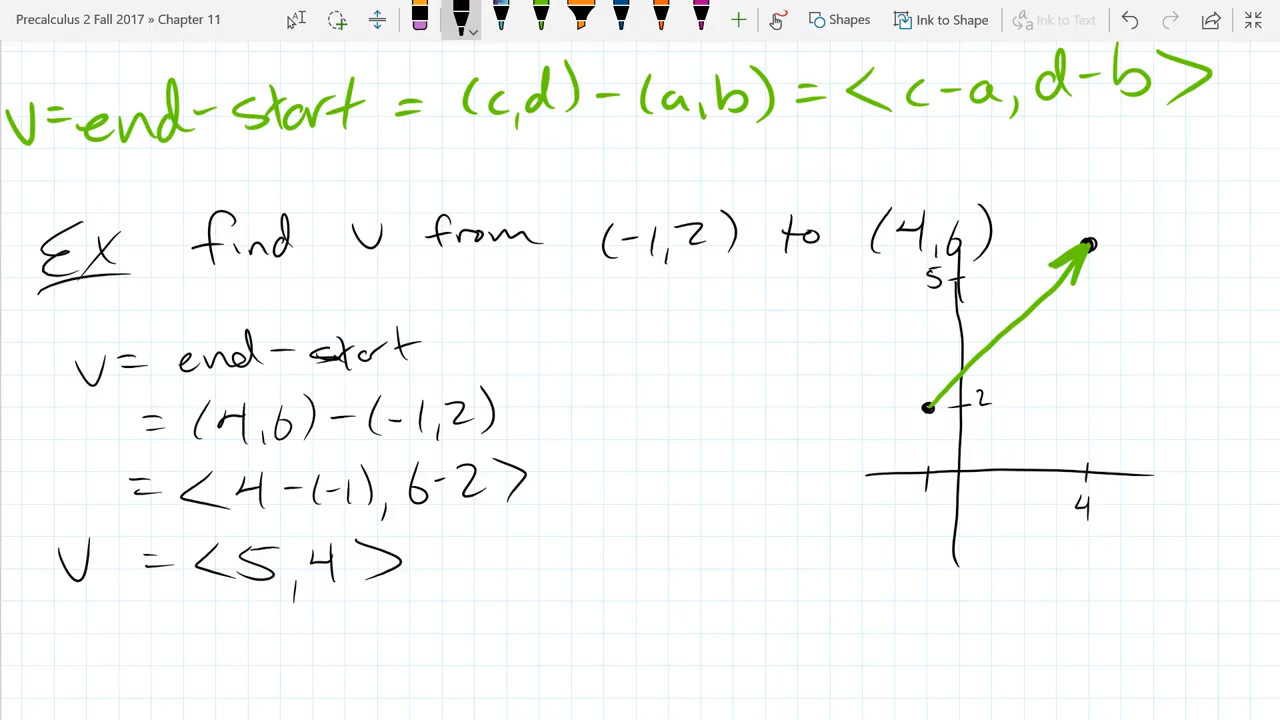 Precalculus 2 Fall 2017 » Chapter 11
Shapes
Ink to Shape
Ink to Text
v=end-start = (c,d)-(a,b) = <c-a, d-b>
Ex find v from (-1,2) to (4,6)
v= end-start
= (4,6)-(-1,2)
= <4-(-1), 6-2>
v = <5,4>
5
2
4